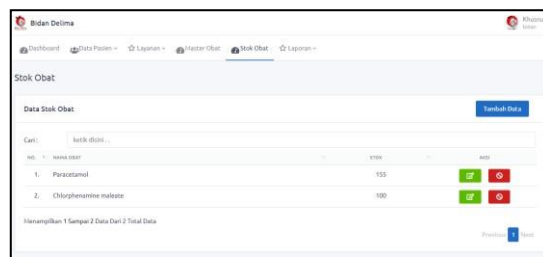 Bidan Delima
Khusnu
bidan
Dashboard Data Pasien Layanan Master Obat Stok Obat Laporan
Stok Obat
Data Stok Obat
Tambah Data
Cari :
ketik disini ...
NO. NAMA OBAT STOK AKSI
1. Paracetamol 155
2. Chlorphenamine maleate 100
Menampilkan 1 Sampai 2 Data Dari 2 Total Data
Previous 1 Next